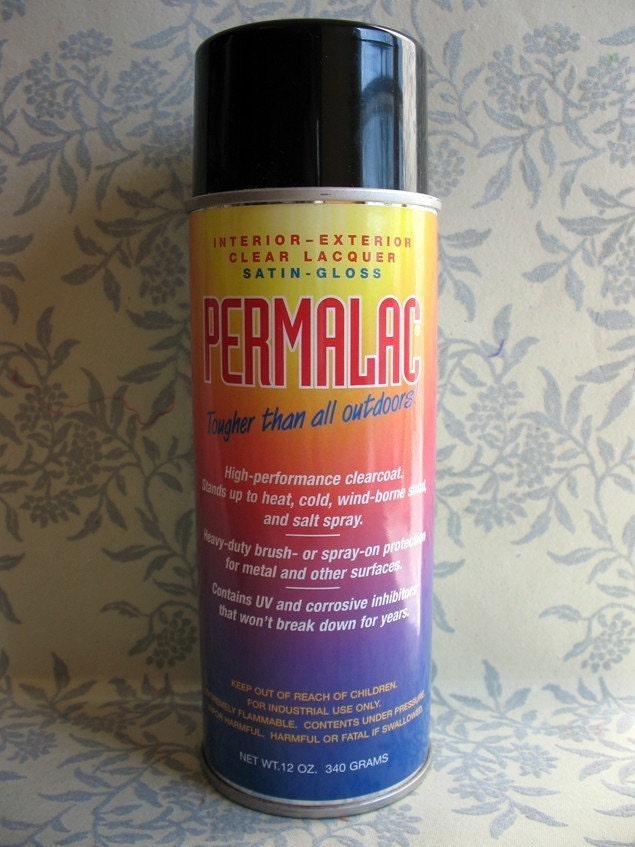 INTERIOR-EXTERIOR
CLEAR LACQUER
SATIN-GLOSS
PERMALAC®
Tougher than all outdoors!
High-performance clearcoat.
Stands up to heat, cold, wind-borne sand,
and salt spray.
Heavy-duty brush- or spray-on protection
for metal and other surfaces.
Contains UV and corrosive inhibitors
that won't break down for years.
KEEP OUT OF REACH OF CHILDREN.
FOR INDUSTRIAL USE ONLY.
EXTREMELY FLAMMABLE. CONTENTS UNDER PRESSURE.
VAPOR HARMFUL. HARMFUL OR FATAL IF SWALLOWED.
NET WT. 12 OZ. 340 GRAMS